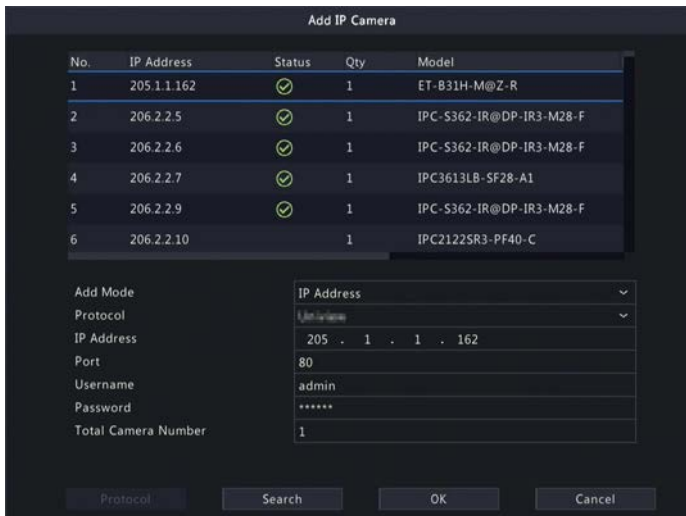 Add IP Camera
No. IP Address Status Qty Model
1 205.1.1.162 1 ET-B31H-M@Z-R
2 206.2.2.5 1 IPC-S362-IR@DP-IR3-M28-F
3 206.2.2.6 1 IPC-S362-IR@DP-IR3-M28-F
4 206.2.2.7 1 IPC3613LB-SF28-A1
5 206.2.2.9 1 IPC-S362-IR@DP-IR3-M28-F
6 206.2.2.10 1 IPC2122SR3-PF40-C
Add Mode IP Address
Protocol
IP Address 205 . 1 . 1 . 162
Port 80
Username admin
Password ******
Total Camera Number 1
Protocol Search OK Cancel